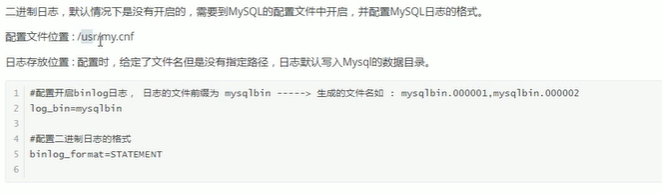 二进制日志，默认情况下是没有开启的，需要到MySQL的配置文件中开启，并配置MySQL日志的格式。
配置文件位置 : /usr/my.cnf
日志存放位置 : 配置时，给定了文件名但是没有指定路径，日志默认写入Mysql的数据目录。
1 #配置开启binlog日志， 日志的文件前缀为 mysqlbin -----> 生成的文件名如 : mysqlbin.000001,mysqlbin.000002
2 log_bin=mysqlbin
3
4 #配置二进制日志的格式
5 binlog_format=STATEMENT
6